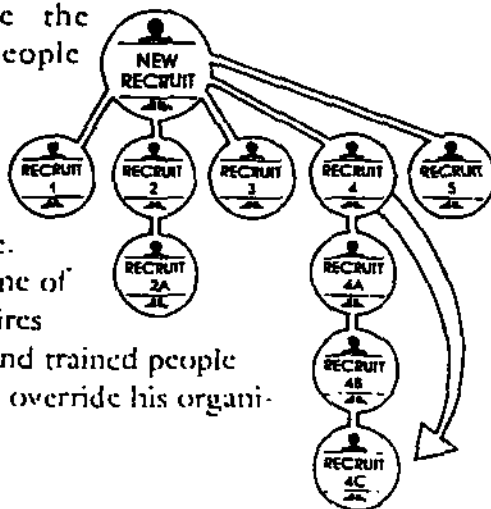 e the
eople
NEW
RECRUIT
RECRUIT
1
RECRUIT
2
RECRUIT
3
RECRUIT
4
RECRUIT
5
RECRUIT
2A
RECRUIT
4A
RECRUIT
4B
RECRUIT
4C
e.
ne of
ires
nd trained people
override his organi-